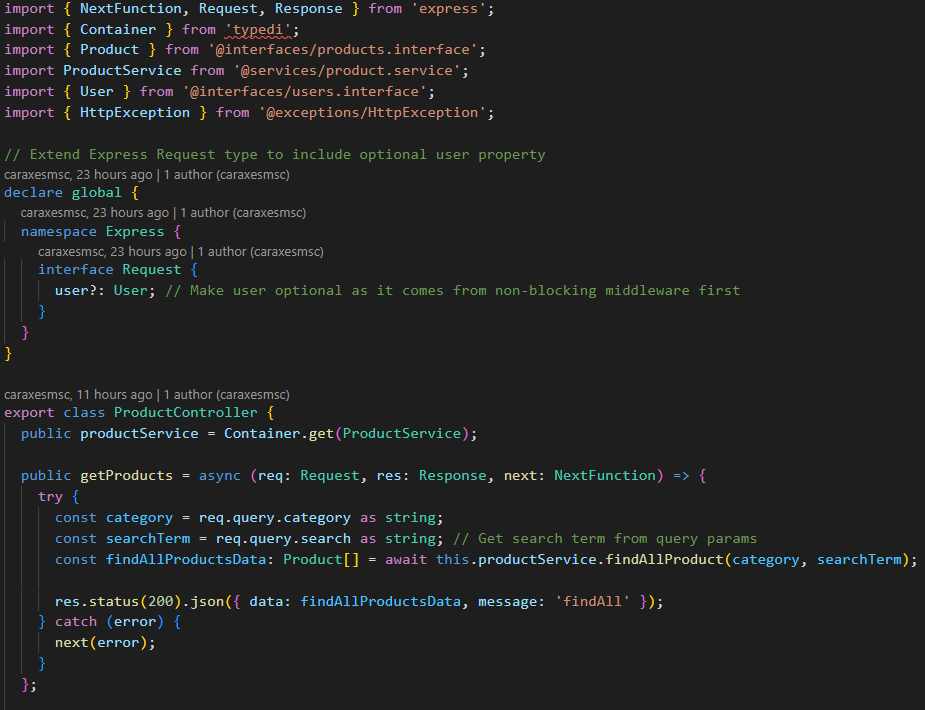 import { NextFunction, Request, Response } from 'express';
import { Container } from 'typedi';
import { Product } from '@interfaces/products.interface';
import ProductService from '@services/product.service';
import { User } from '@interfaces/users.interface';
import { HttpException } from '@exceptions/HttpException';

// Extend Express Request type to include optional user property
caraxesmsc, 23 hours ago | 1 author (caraxesmsc)
declare global {
  caraxesmsc, 23 hours ago | 1 author (caraxesmsc)
  namespace Express {
    caraxesmsc, 23 hours ago | 1 author (caraxesmsc)
    interface Request {
      user?: User; // Make user optional as it comes from non-blocking middleware first
    }
  }
}

caraxesmsc, 11 hours ago | 1 author (caraxesmsc)
export class ProductController {
  public productService = Container.get(ProductService);

  public getProducts = async (req: Request, res: Response, next: NextFunction) => {
    try {
      const category = req.query.category as string;
      const searchTerm = req.query.search as string; // Get search term from query params
      const findAllProductsData: Product[] = await this.productService.findAllProduct(category, searchTerm);

      res.status(200).json({ data: findAllProductsData, message: 'findAll' });
    } catch (error) {
      next(error);
    }
  };